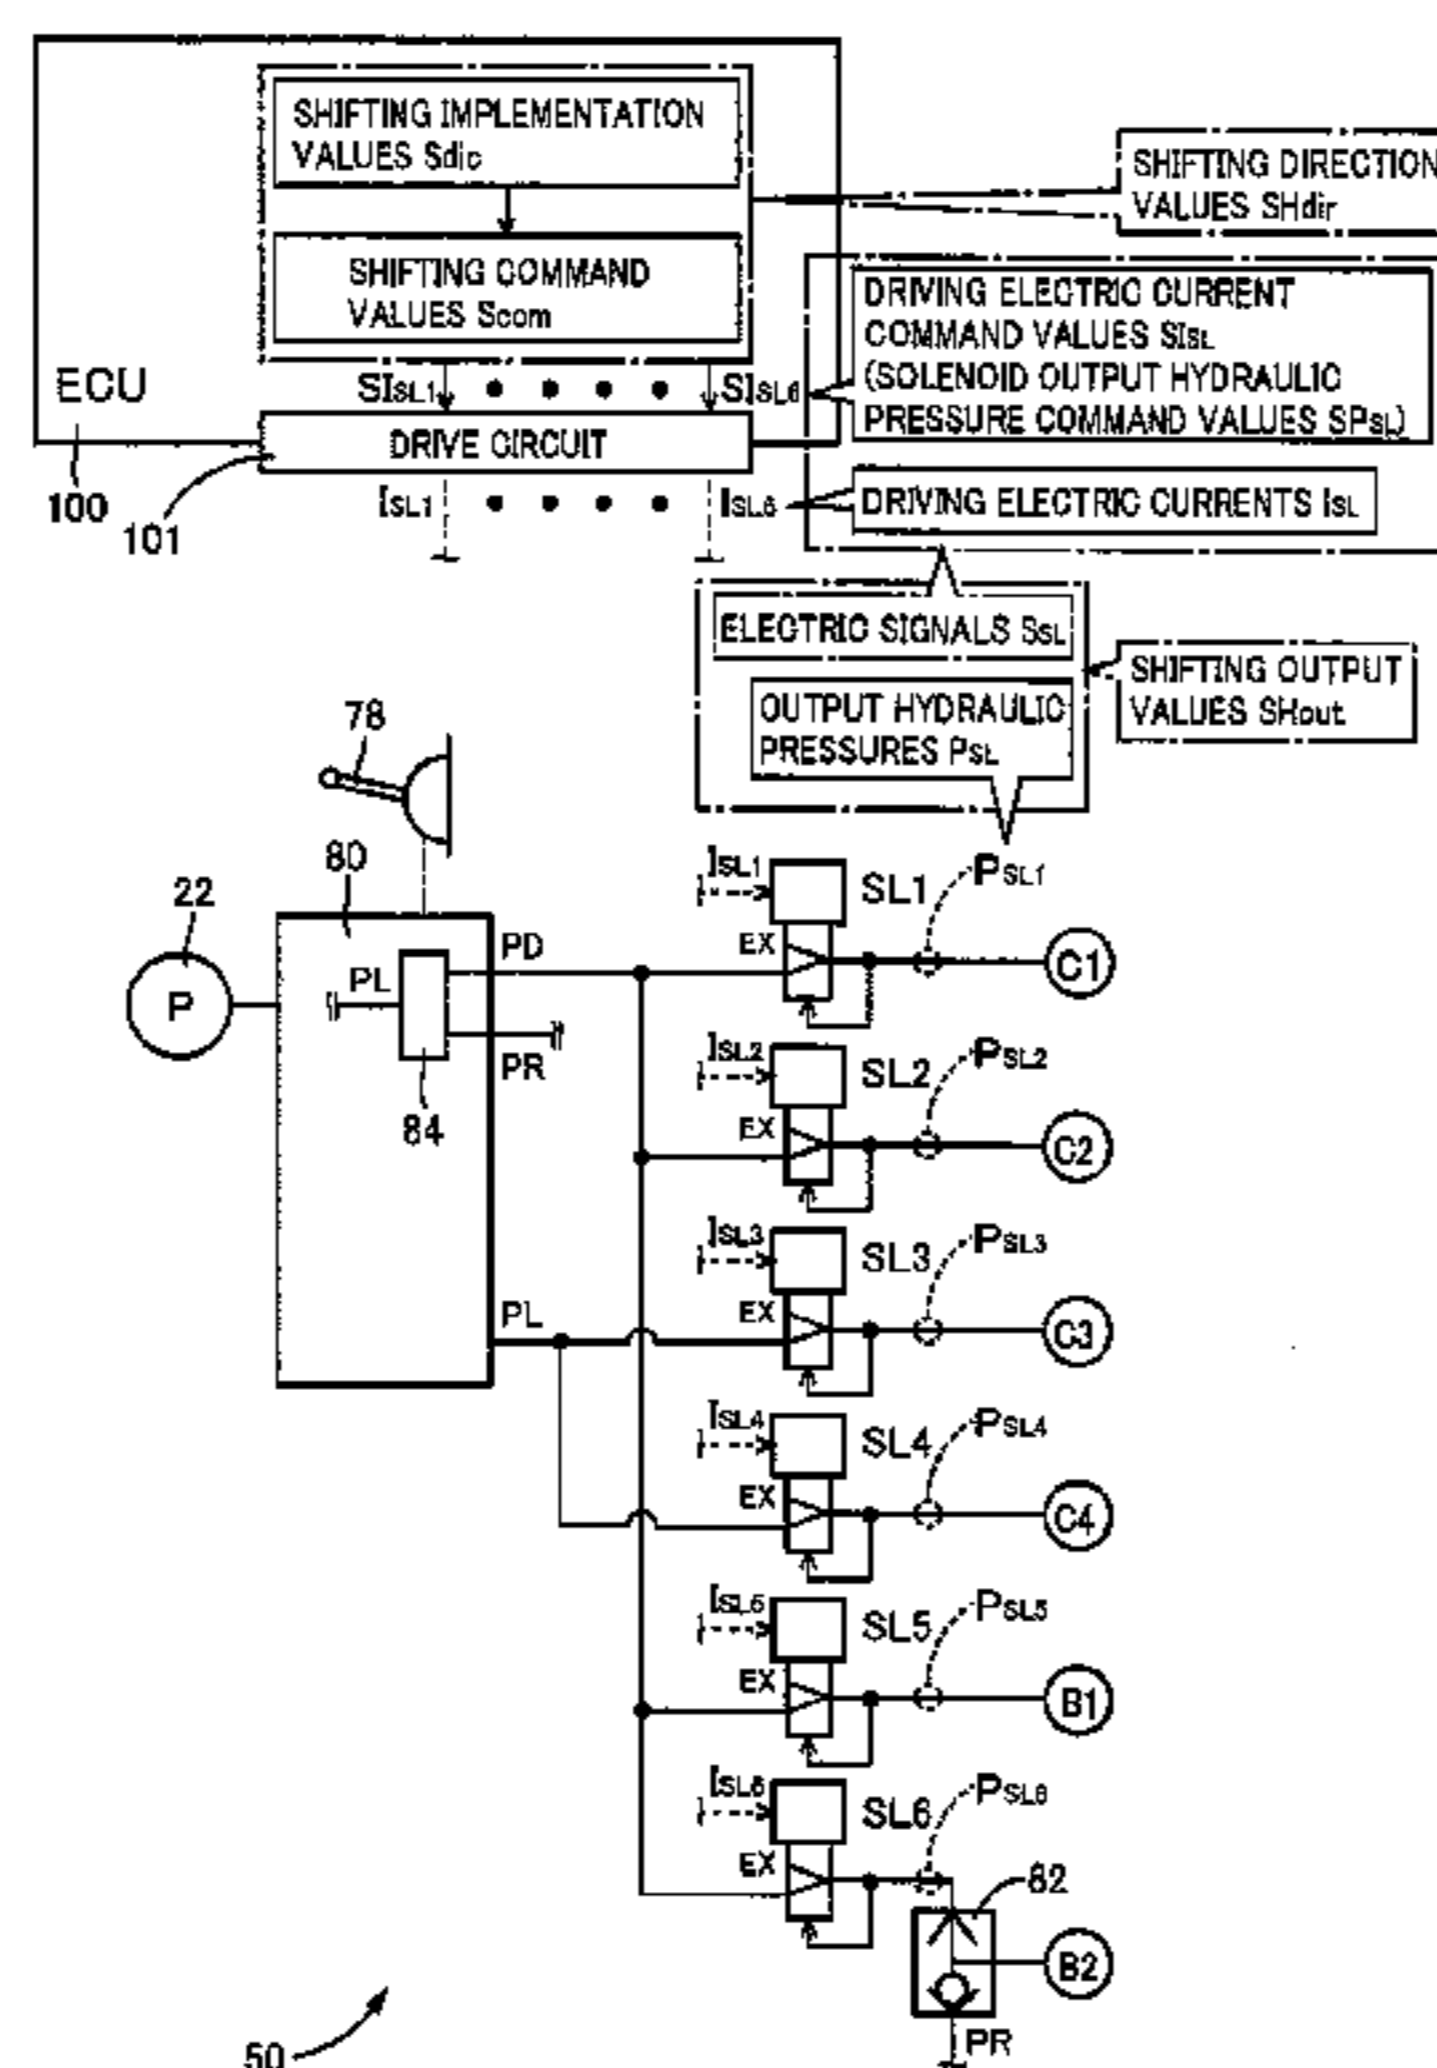 SHIFTING IMPLEMENTATION
VALUES Sdic
SHIFTING COMMAND
VALUES Scom
SHIFTING DIRECTION
VALUES SHdir
DRIVING ELECTRIC CURRENT
COMMAND VALUES SISL
(SOLENOID OUTPUT HYDRAULIC
PRESSURE COMMAND VALUES SPSL)
ECU
SISL1
SISL6
DRIVE CIRCUIT
100
101
ISL1
ISL6
DRIVING ELECTRIC CURRENTS ISL
ELECTRIC SIGNALS SSL
SHIFTING OUTPUT
VALUES SHout
OUTPUT HYDRAULIC
PRESSURES PSL
78
80
22
P
PL
PD
PR
84
PL
ISL1
SL1
PSL1
EX
C1
ISL2
SL2
PSL2
EX
C2
ISL3
SL3
PSL3
EX
C3
ISL4
SL4
PSL4
EX
C4
ISL5
SL5
PSL5
EX
B1
ISL6
SL6
PSL6
EX
82
B2
PR
50